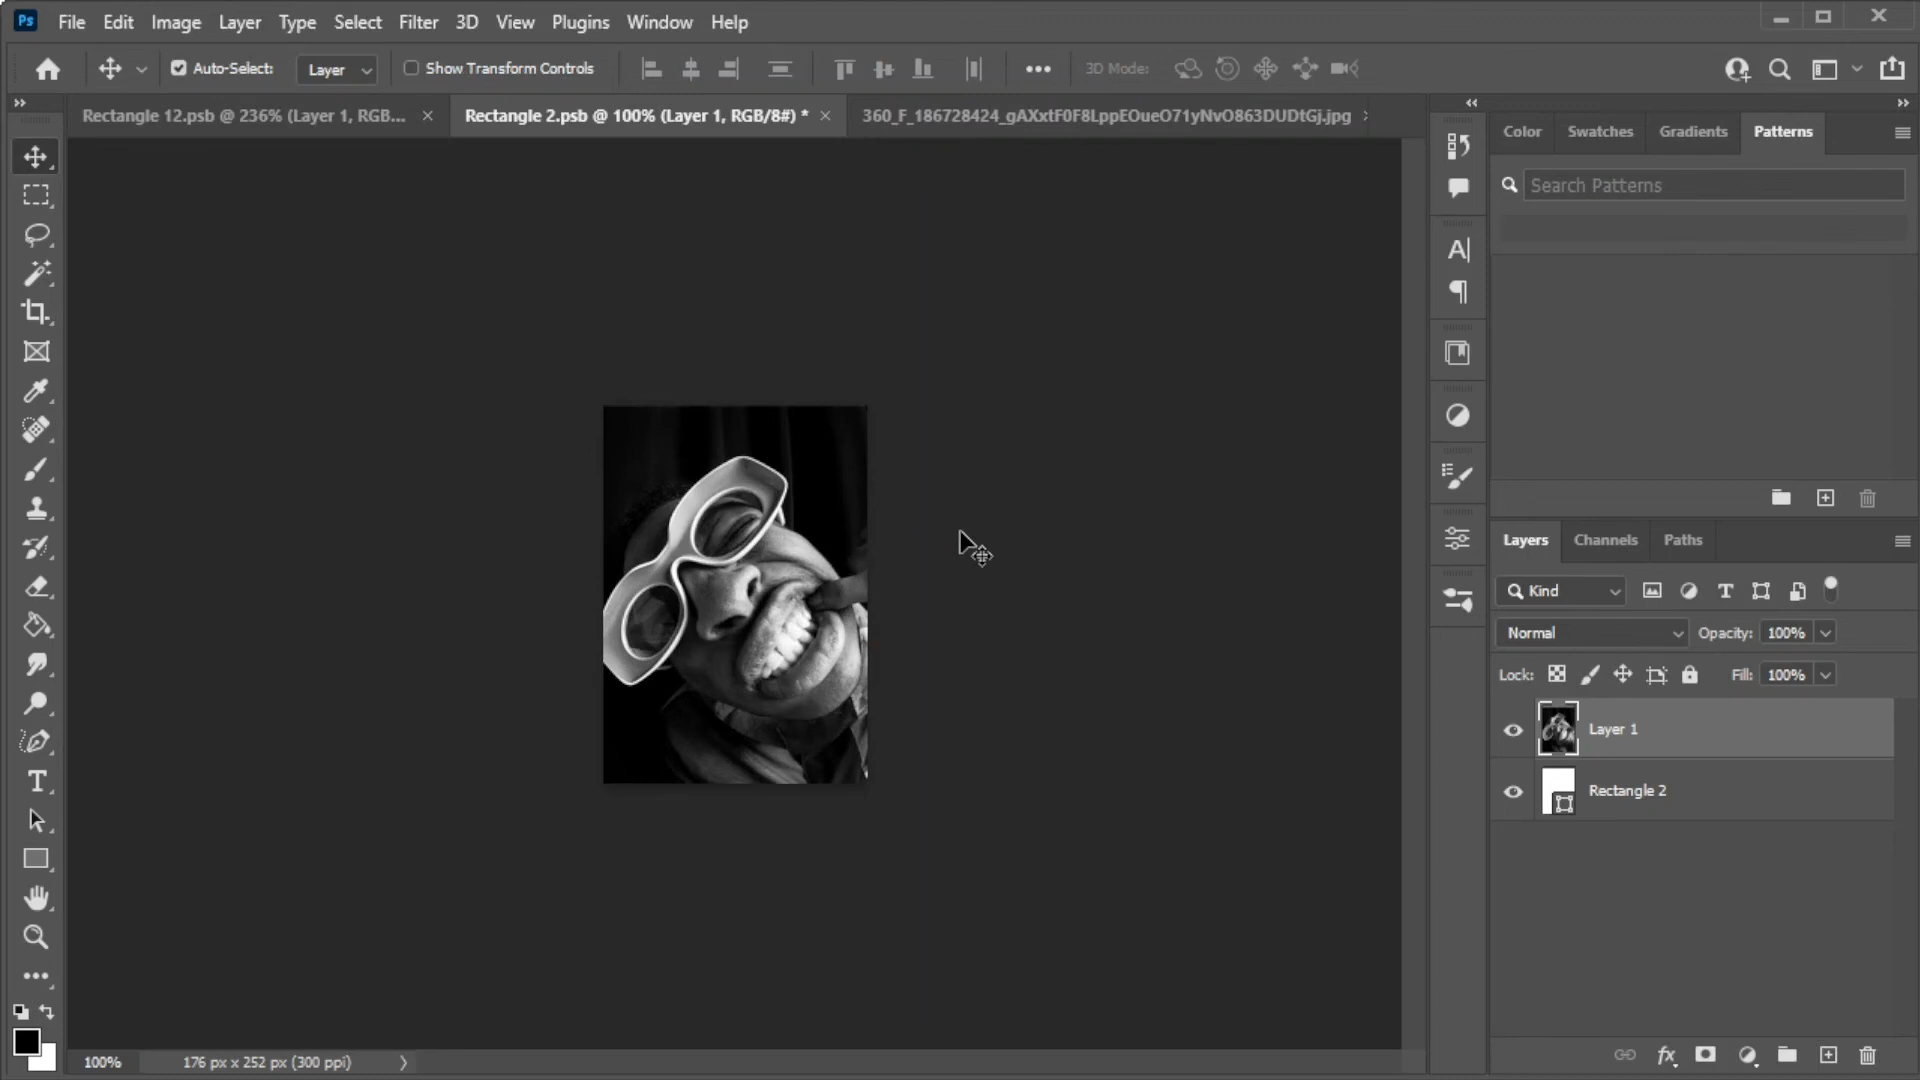 Ps File Edit Image Layer Type Select Filter 3D View Plugins Window Help
Auto-Select: Layer Show Transform Controls 3D Mode:
Rectangle 12.psb @ 236% (Layer 1, RGB... Rectangle 2.psb @ 100% (Layer 1, RGB/8#) * 360_F_186728424_gAXxtF0F8LppEOueO71yNvO863DUDtGj.jpg
Color Swatches Gradients Patterns
Search Patterns
Layers Channels Paths
Kind
Normal Opacity: 100%
Lock: Fill: 100%
Layer 1
Rectangle 2
100% 176 px x 252 px (300 ppi)